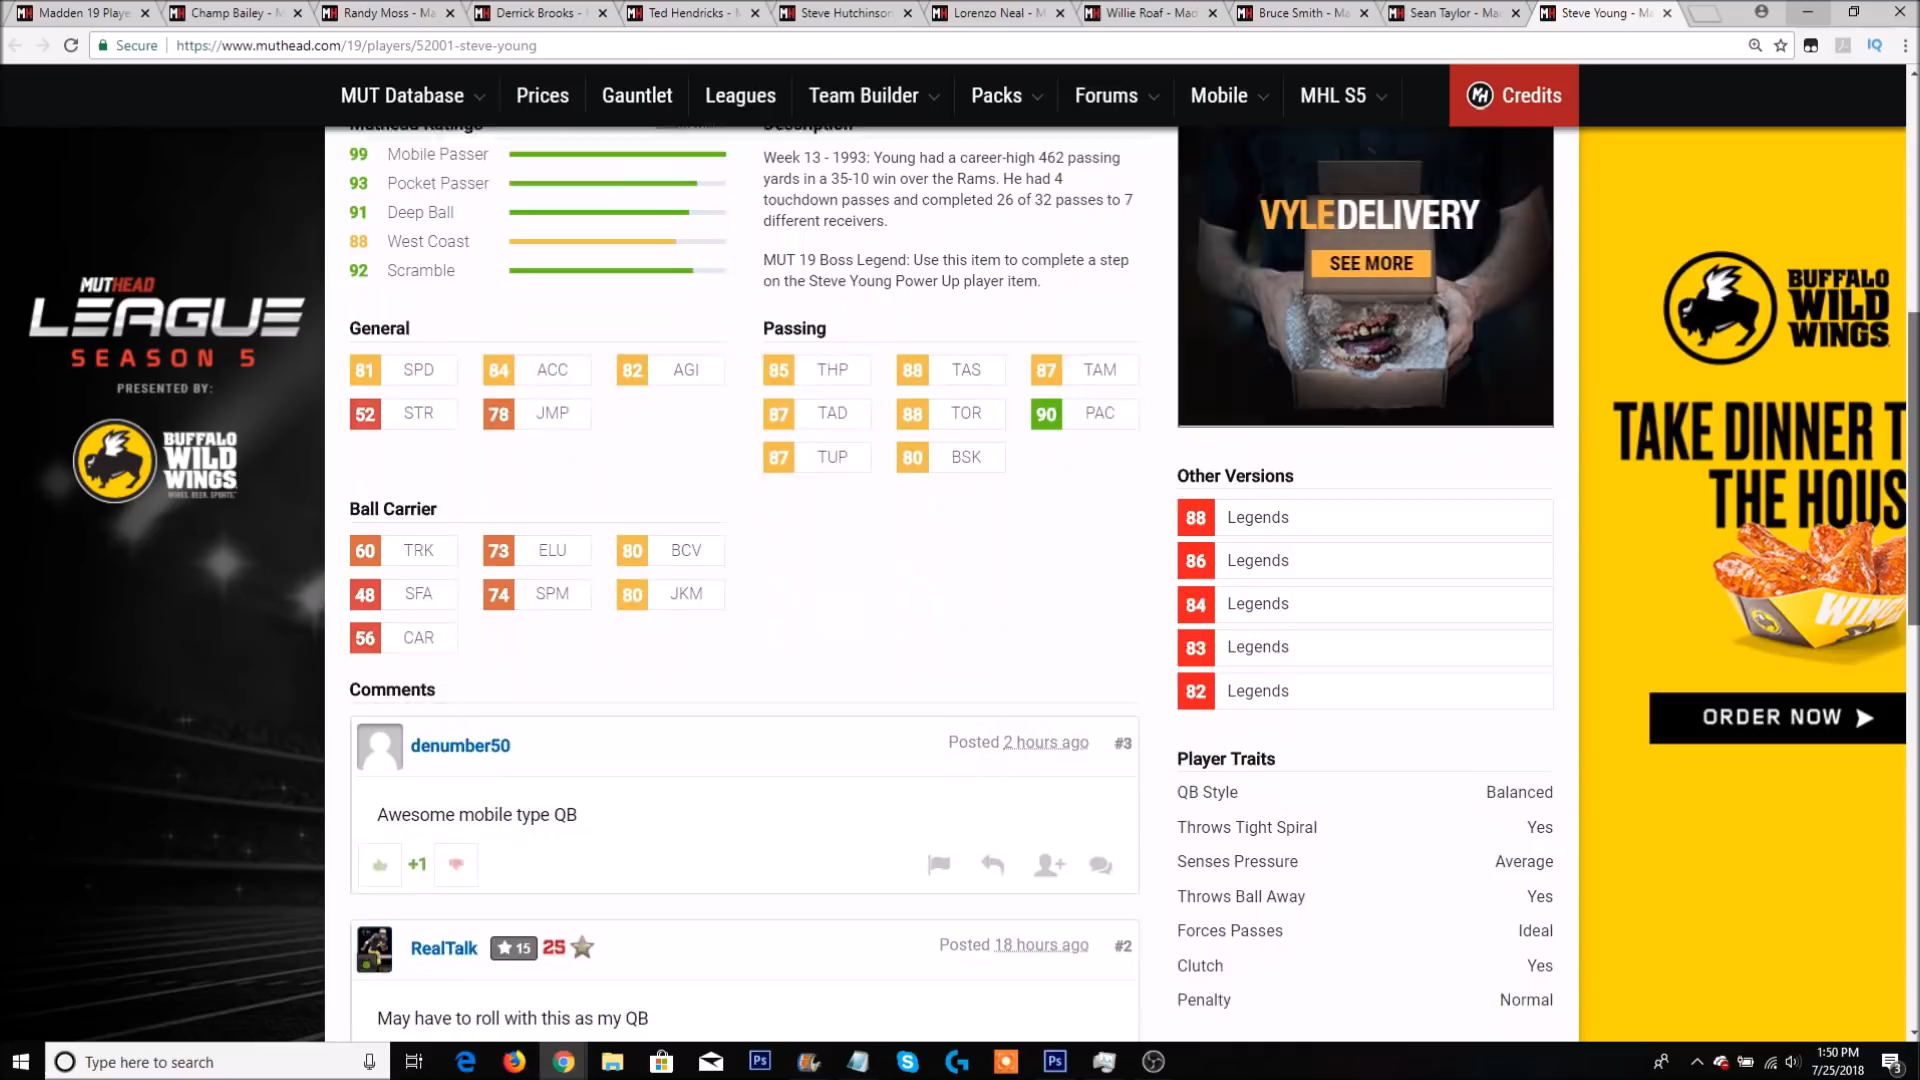 Madden 19 Playe
Champ Bailey - M
Randy Moss - Ma
Derrick Brooks -
Ted Hendricks - M
Steve Hutchinson
Lorenzo Neal - M
Willie Roaf - Mad
Bruce Smith - Ma
Sean Taylor - Mad
Steve Young - Ma
Secure https://www.muthead.com/19/players/52001-steve-young
MUT Database
Prices
Gauntlet
Leagues
Team Builder
Packs
Forums
Mobile
MHL S5
Credits
Muthead Ratings
99 Mobile Passer
93 Pocket Passer
91 Deep Ball
88 West Coast
92 Scramble
Description
Week 13 - 1993: Young had a career-high 462 passing
yards in a 35-10 win over the Rams. He had 4
touchdown passes and completed 26 of 32 passes to 7
different receivers.
MUT 19 Boss Legend: Use this item to complete a step
on the Steve Young Power Up player item.
General
81 SPD 84 ACC 82 AGI
52 STR 78 JMP
Passing
85 THP 88 TAS 87 TAM
87 TAD 88 TOR 90 PAC
87 TUP 80 BSK
Ball Carrier
60 TRK 73 ELU 80 BCV
48 SFA 74 SPM 80 JKM
56 CAR
Comments
denumber50 Posted 2 hours ago #3
Awesome mobile type QB
+1
RealTalk 15 25 Posted 18 hours ago #2
May have to roll with this as my QB
VYLEDELIVERY
SEE MORE
Other Versions
88 Legends
86 Legends
84 Legends
83 Legends
82 Legends
Player Traits
QB Style Balanced
Throws Tight Spiral Yes
Senses Pressure Average
Throws Ball Away Yes
Forces Passes Ideal
Clutch Yes
Penalty Normal
MUTHEAD
LEAGUE
SEASON 5
PRESENTED BY:
BUFFALO
WILD
WINGS
WINGS. BEER. SPORTS.
BUFFALO
WILD
WINGS
TAKE DINNER T
THE HOUS
WINGS
ORDER NOW
Type here to search
1:50 PM
7/25/2018
3